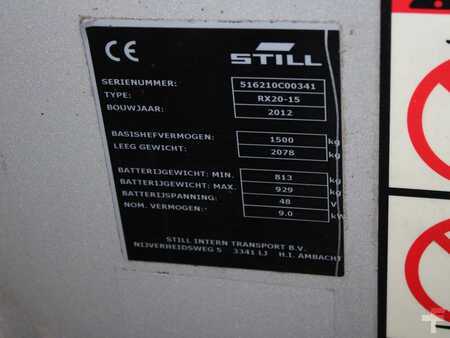 CE STILL
SERIENUMMER: 516210C00341
TYPE: RX20-15
BOUWJAAR: 2012
BASISHEFVERMOGEN: 1500 kg
LEEG GEWICHT: 2078 kg
BATTERIJGEWICHT MIN. 813 kg
BATTERIJGEWICHT MAX. 929 kg
BATTERIJSPANNING: 48 V
NOM. VERMOGEN: 9.0 kW
STILL INTERN TRANSPORT B.V.
NIJVERHEIDSWEG 5 3341 LJ H.I. AMBACHT